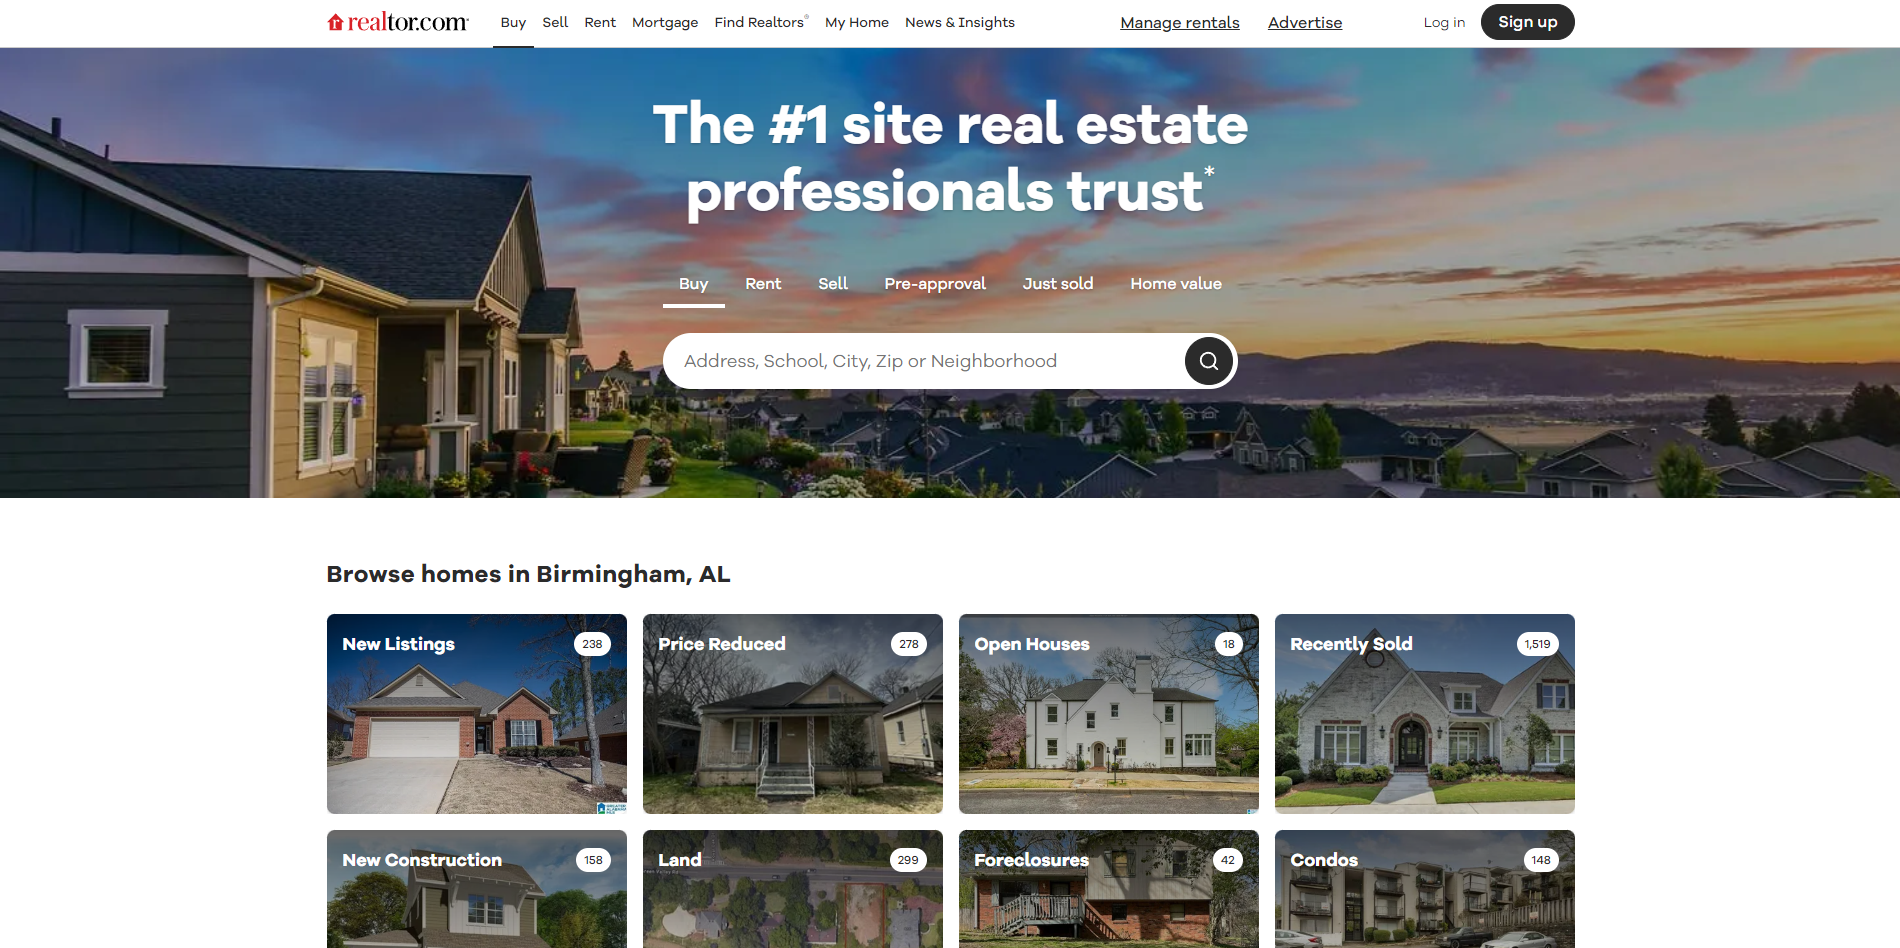 realtor.com
Buy
Sell
Rent
Mortgage
Find Realtors®
My Home
News & Insights
Manage rentals
Advertise
Log in
Sign up
The #1 site real estate
professionals trust*
Buy
Rent
Sell
Pre-approval
Just sold
Home value
Address, School, City, Zip or Neighborhood
Browse homes in Birmingham, AL
New Listings
238
Price Reduced
278
Open Houses
18
Recently Sold
1,519
New Construction
158
Land
299
Foreclosures
42
Condos
148